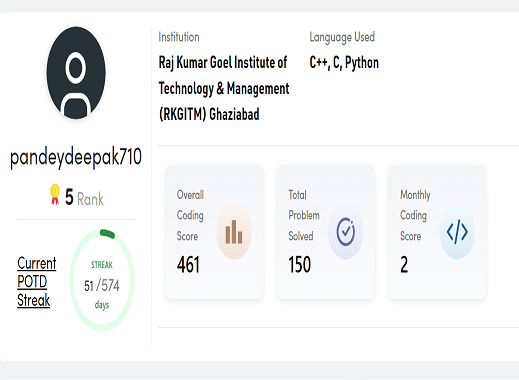 Institution
Raj Kumar Goel Institute of
Technology & Management
(RKGITM) Ghaziabad
Language Used
C++, C, Python
pandeydeepak710
5 Rank
Current
POTD
Streak
STREAK
51 /574
days
Overall
Coding
Score
461
Total
Problem
Solved
150
Monthly
Coding
Score
2